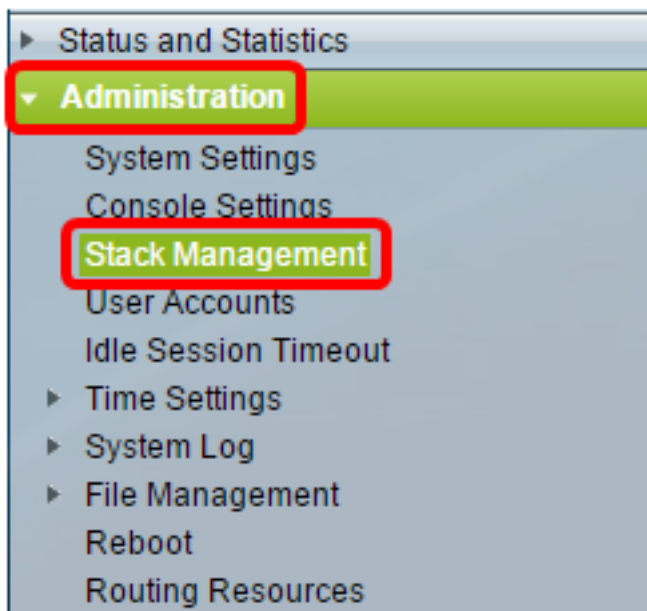 Status and Statistics
Administration
System Settings
Console Settings
Stack Management
User Accounts
Idle Session Timeout
Time Settings
System Log
File Management
Reboot
Routing Resources